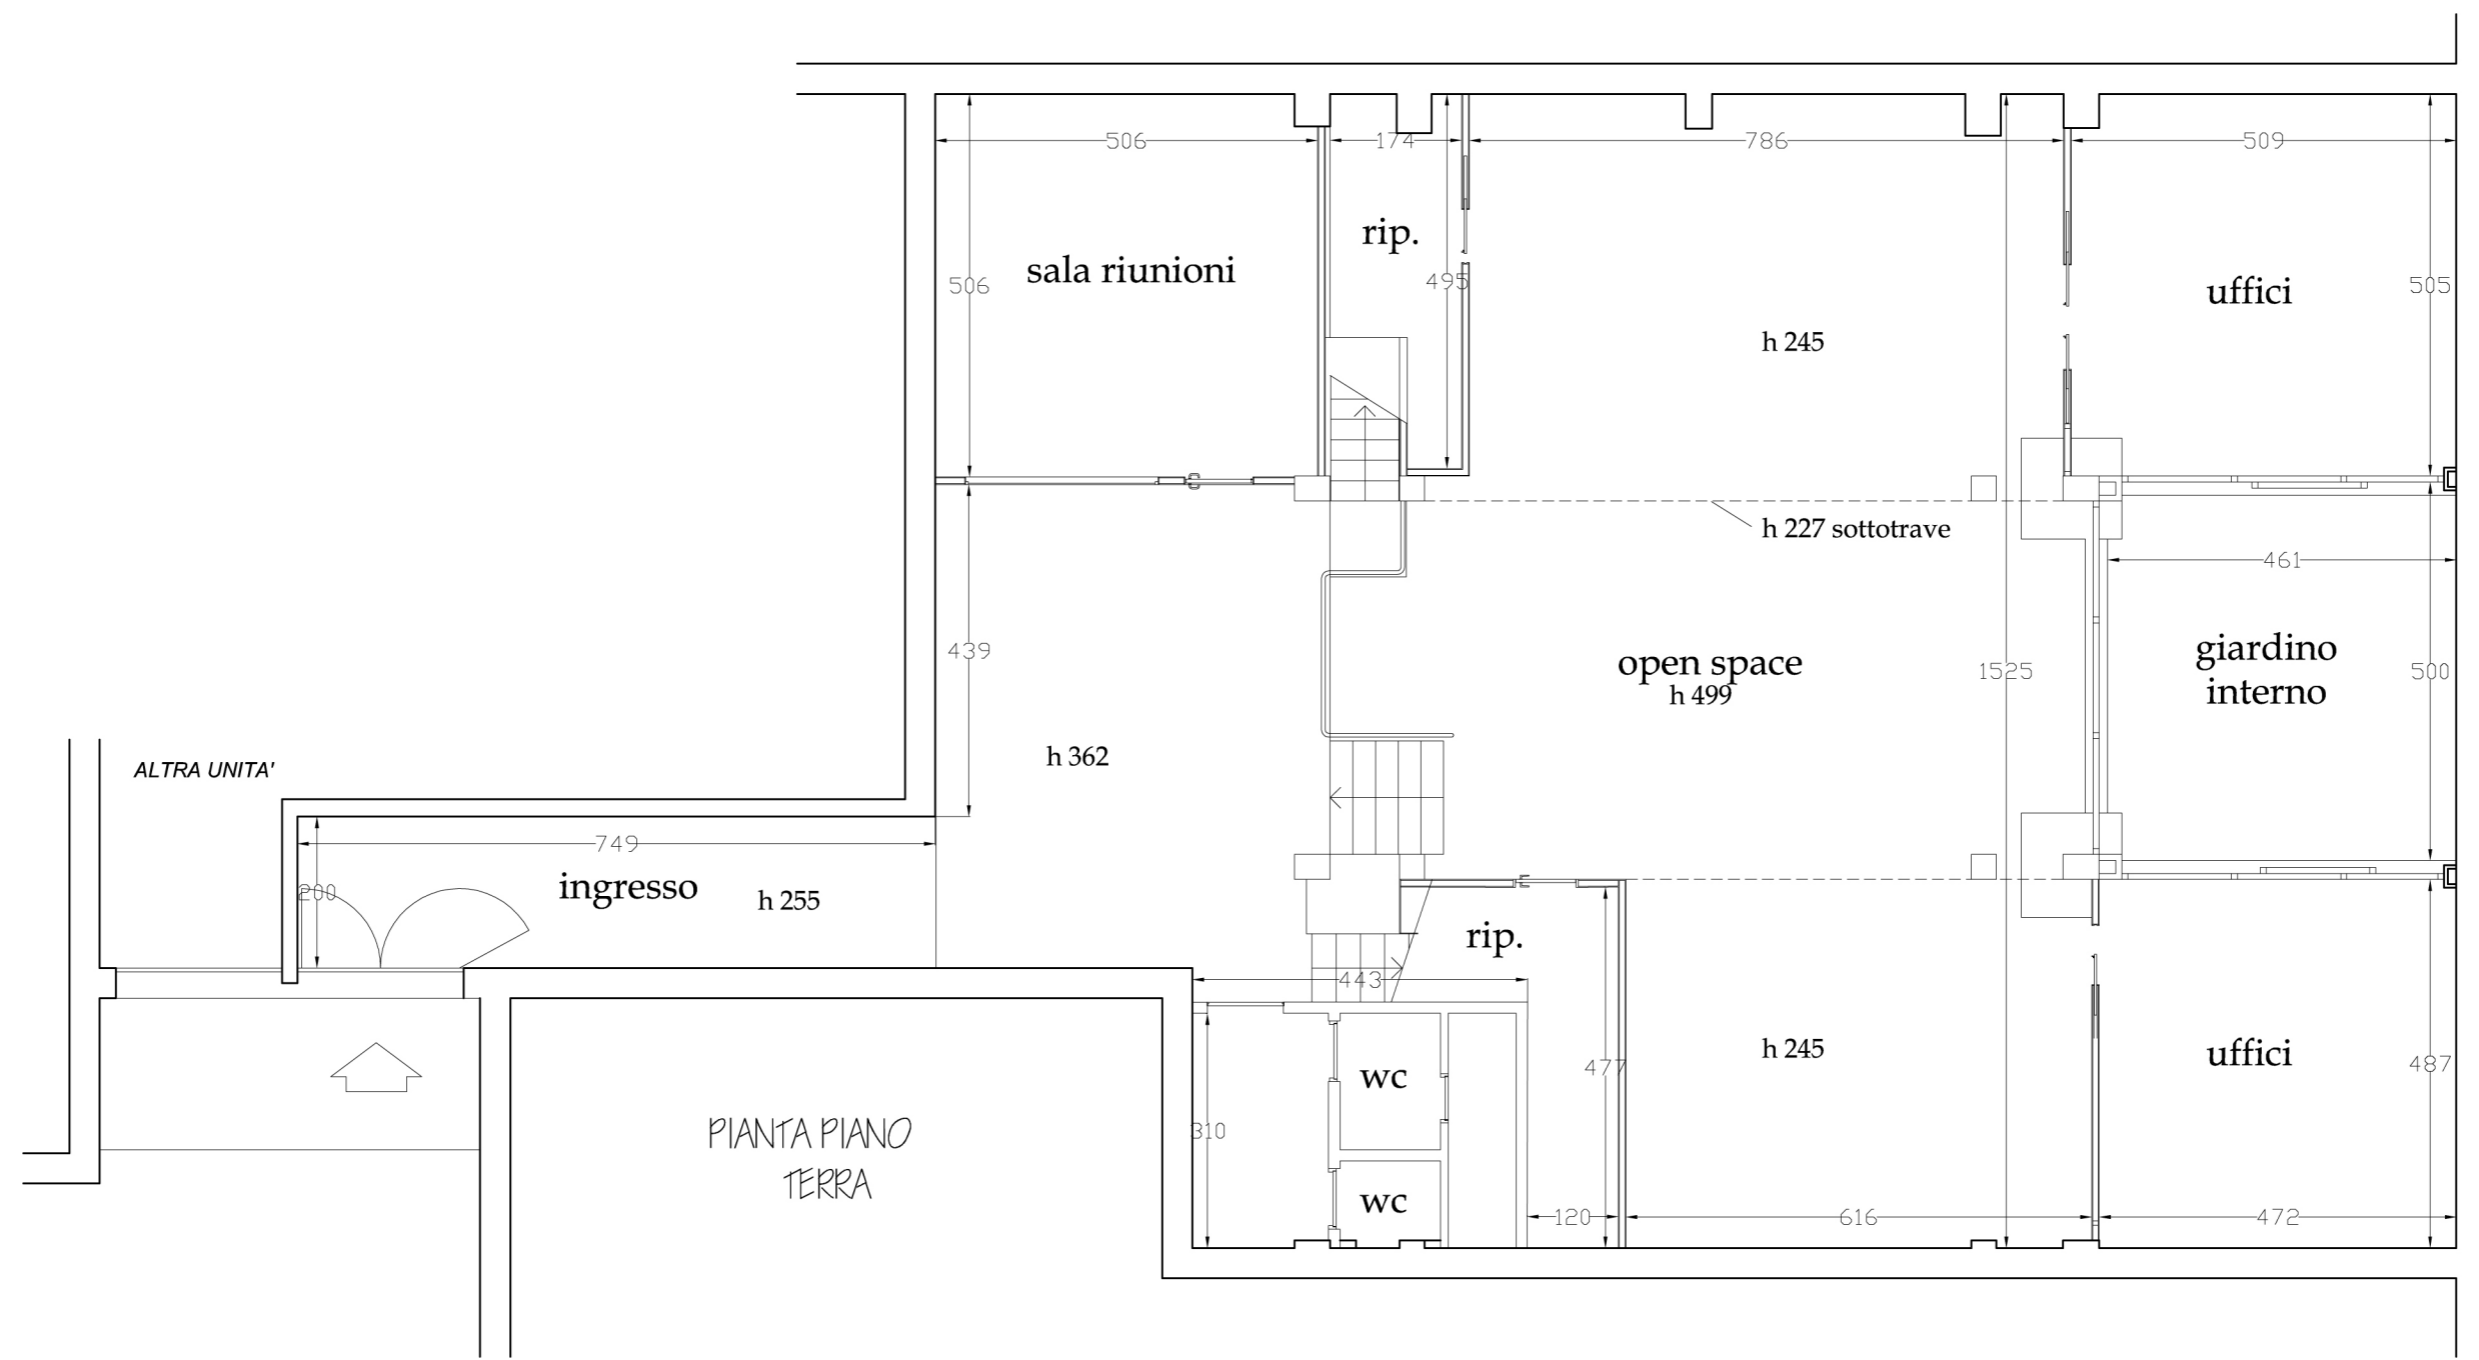 506
174
786
509
rip.
sala riunioni
506
495
uffici
505
h 245
h 227 sottotrave
461
439
giardino
interno
open space
h 499
1525
500
h 362
ALTRA UNITA'
749
200
ingresso
h 255
rip.
443
wc
h 245
uffici
477
487
PIANTA PIANO
TERRA
310
wc
120
616
472